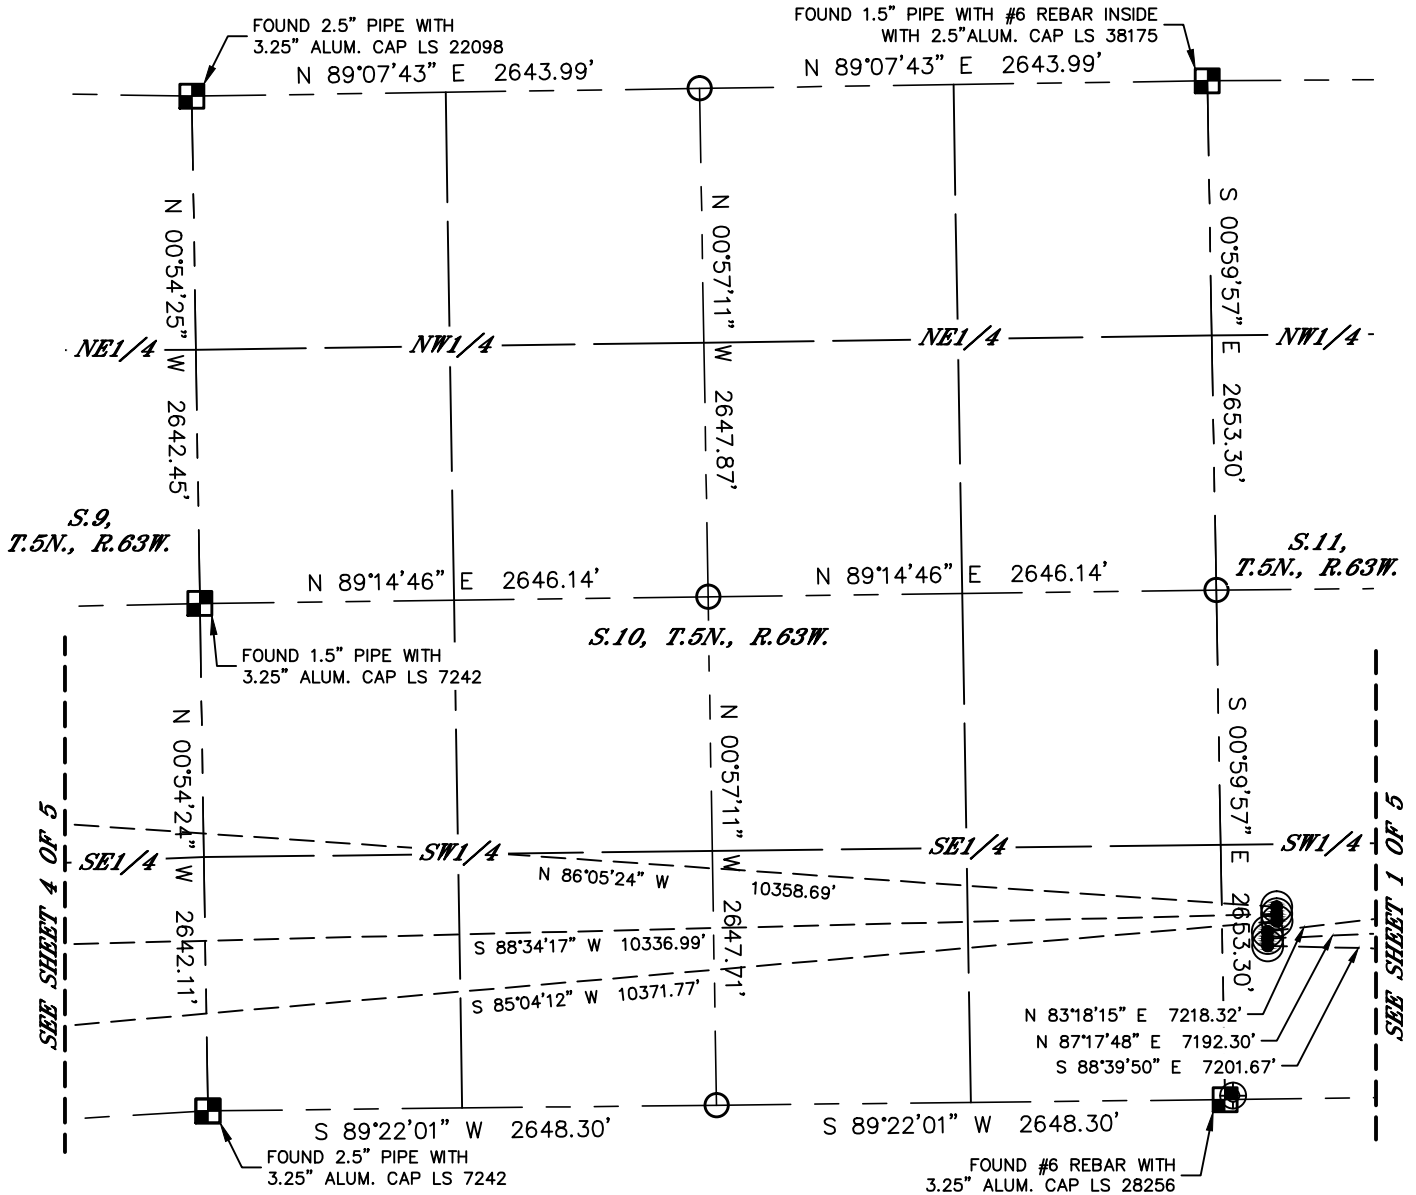 FOUND 2.5" PIPE WITH
3.25" ALUM. CAP LS 22098
FOUND 1.5" PIPE WITH #6 REBAR INSIDE
WITH 2.5"ALUM. CAP LS 38175
N 89°07'43" E 2643.99'
N 89°07'43" E 2643.99'
N 00°54'25" W 2642.45'
N 00°57'11" W 2647.87'
S 00°59'57" E 2653.30'
NE1/4
NW1/4
NE1/4
NW1/4
S.9,
T.5N., R.63W.
S.11,
T.5N., R.63W.
N 89°14'46" E 2646.14'
N 89°14'46" E 2646.14'
S.10, T.5N., R.63W.
FOUND 1.5" PIPE WITH
3.25" ALUM. CAP LS 7242
N 00°54'24" W 2642.11'
N 00°57'11" W 2647.71'
S 00°59'57" E 2653.30'
SEE SHEET 4 OF 5
SE1/4
SW1/4
SE1/4
SW1/4
SEE SHEET 1 OF 5
N 86°05'24" W 10358.69'
S 88°34'17" W 10336.99'
S 85°04'12" W 10371.77'
N 83°18'15" E 7218.32'
N 87°17'48" E 7192.30'
S 88°39'50" E 7201.67'
S 89°22'01" W 2648.30'
S 89°22'01" W 2648.30'
FOUND 2.5" PIPE WITH
3.25" ALUM. CAP LS 7242
FOUND #6 REBAR WITH
3.25" ALUM. CAP LS 28256